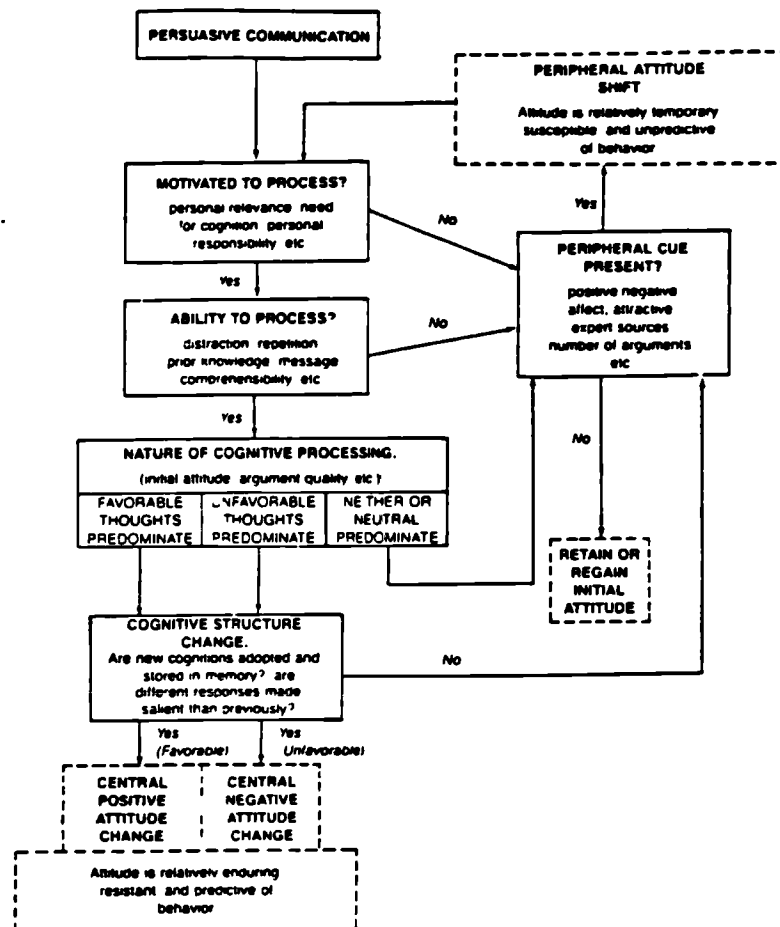 PERSUASIVE COMMUNICATION
PERIPHERAL ATTITUDE
SHIFT
Attitude is relatively temporary
susceptible and unpredictive
of behavior
MOTIVATED TO PROCESS?
personal relevance need
for cognition personal
responsibility etc
No
Yes
Yes
PERIPHERAL CUE
PRESENT?
positive negative
affect, attractive
expert sources
number of arguments
etc
ABILITY TO PROCESS?
distraction repetition
prior knowledge message
comprehensibility etc
No
Yes
No
NATURE OF COGNITIVE PROCESSING.
(initial attitude argument quality etc)
FAVORABLE
THOUGHTS
PREDOMINATE
UNFAVORABLE
THOUGHTS
PREDOMINATE
NEITHER OR
NEUTRAL
PREDOMINATE
RETAIN OR
REGAIN
INITIAL
ATTITUDE
COGNITIVE STRUCTURE
CHANGE.
Are new cognitions adopted and
stored in memory? are
different responses made
salient than previously?
No
Yes
(Favorable)
Yes
Unfavorable)
CENTRAL
POSITIVE
ATTITUDE
CHANGE
CENTRAL
NEGATIVE
ATTITUDE
CHANGE
Attitude is relatively enduring
resistant and predictive of
behavior